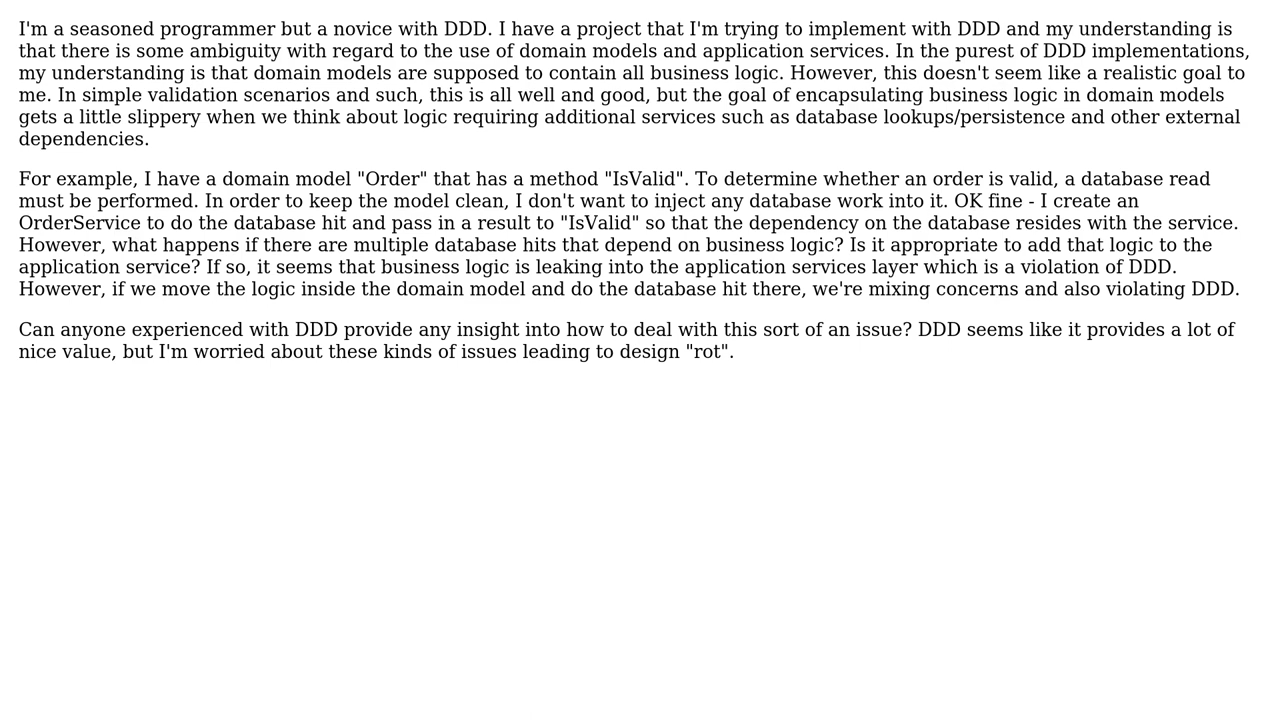 I'm a seasoned programmer but a novice with DDD. I have a project that I'm trying to implement with DDD and my understanding is
that there is some ambiguity with regard to the use of domain models and application services. In the purest of DDD implementations,
my understanding is that domain models are supposed to contain all business logic. However, this doesn't seem like a realistic goal to
me. In simple validation scenarios and such, this is all well and good, but the goal of encapsulating business logic in domain models
gets a little slippery when we think about logic requiring additional services such as database lookups/persistence and other external
dependencies.
For example, I have a domain model "Order" that has a method "IsValid". To determine whether an order is valid, a database read
must be performed. In order to keep the model clean, I don't want to inject any database work into it. OK fine - I create an
OrderService to do the database hit and pass in a result to "IsValid" so that the dependency on the database resides with the service.
However, what happens if there are multiple database hits that depend on business logic? Is it appropriate to add that logic to the
application service? If so, it seems that business logic is leaking into the application services layer which is a violation of DDD.
However, if we move the logic inside the domain model and do the database hit there, we're mixing concerns and also violating DDD.
Can anyone experienced with DDD provide any insight into how to deal with this sort of an issue? DDD seems like it provides a lot of
nice value, but I'm worried about these kinds of issues leading to design "rot".